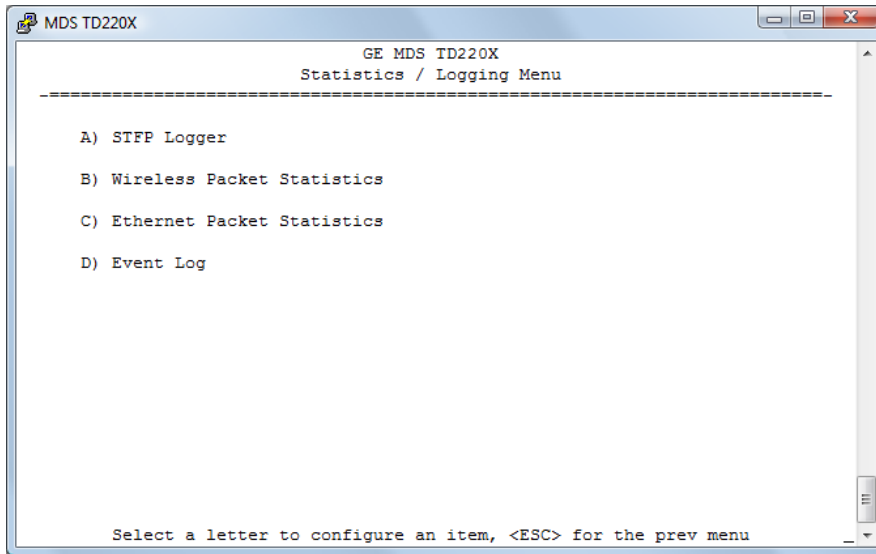 MDS TD220X
GE MDS TD220X
Statistics / Logging Menu
A) STFP Logger
B) Wireless Packet Statistics
C) Ethernet Packet Statistics
D) Event Log
Select a letter to configure an item, <ESC> for the prev menu